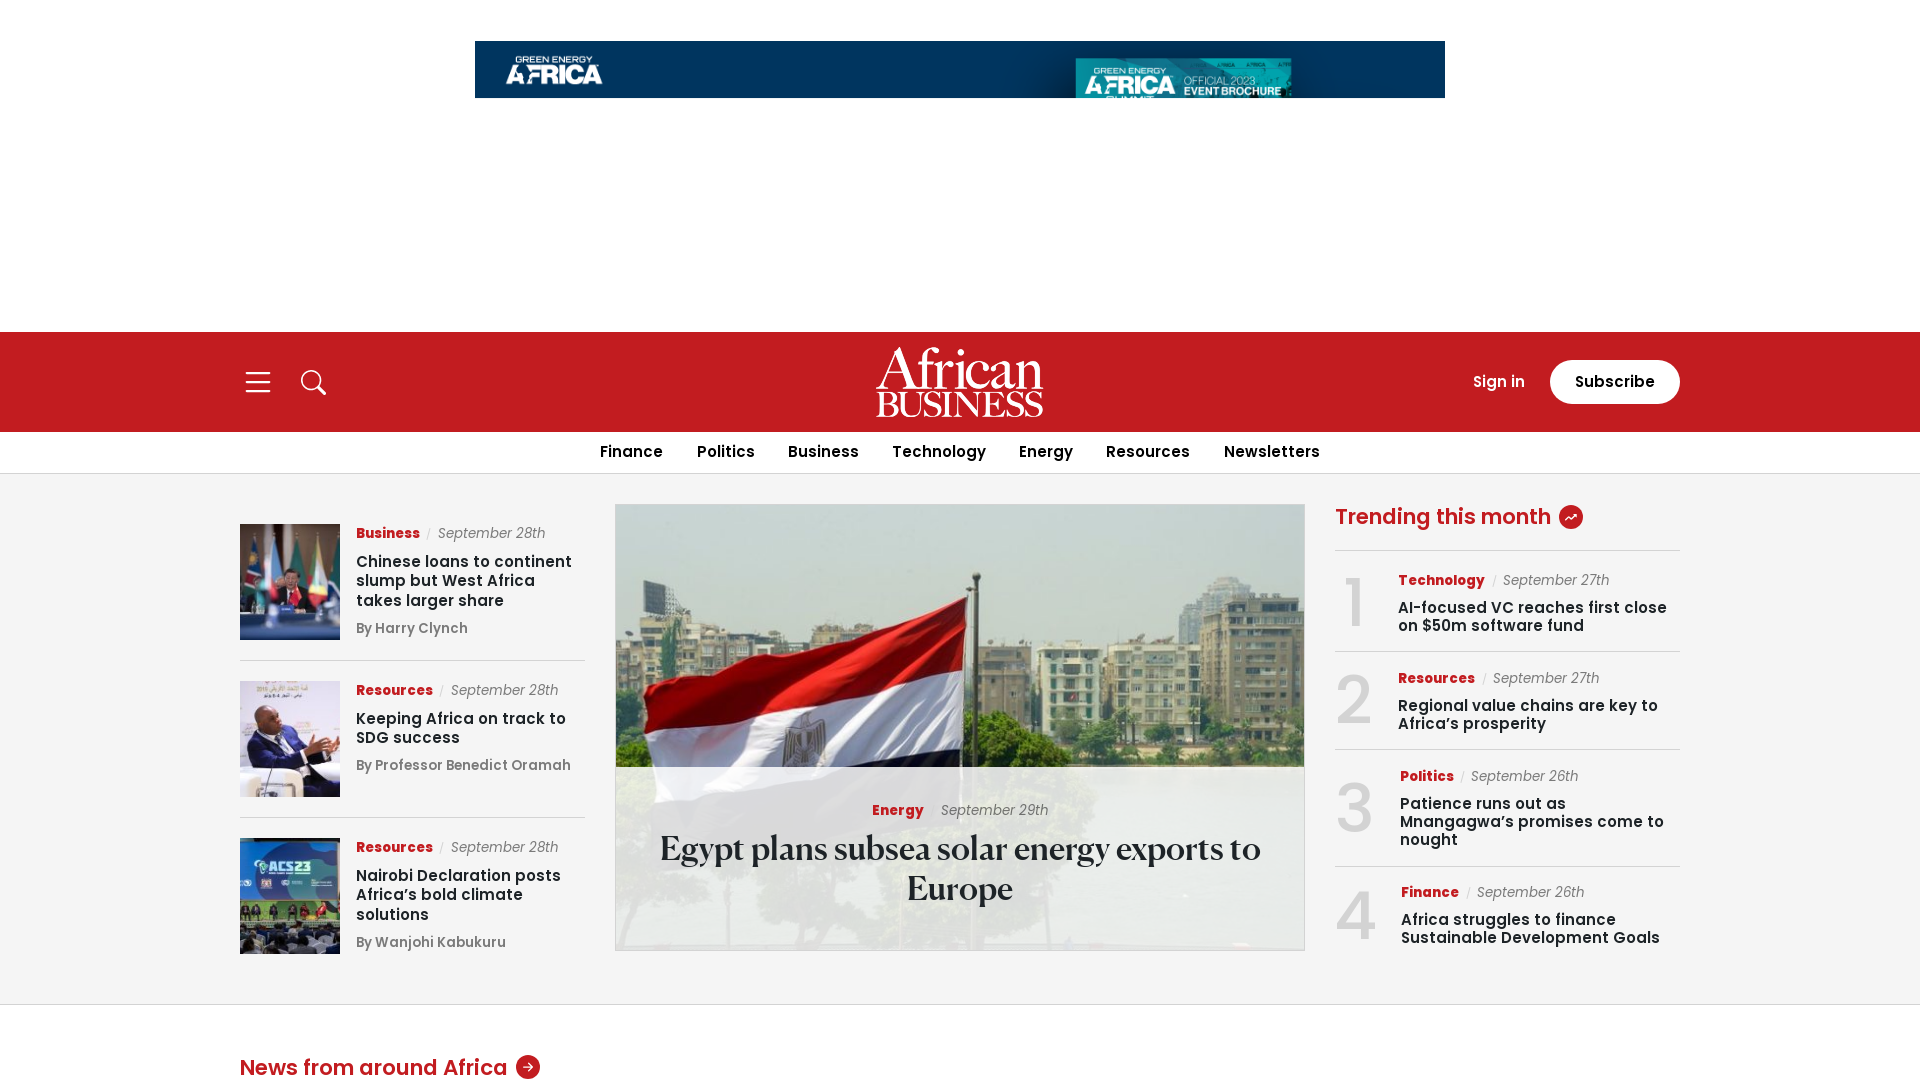 GREEN ENERGY
AFRICA
GREEN ENERGY
AFRICA
OFFICIAL 2023
EVENT BROCHURE
African
BUSINESS
Sign in
Subscribe
Finance
Politics
Business
Technology
Energy
Resources
Newsletters
Business / September 28th
Chinese loans to continent
slump but West Africa
takes larger share
By Harry Clynch
Resources / September 28th
Keeping Africa on track to
SDG success
By Professor Benedict Oramah
ACS23
Resources / September 28th
Nairobi Declaration posts
Africa’s bold climate
solutions
By Wanjohi Kabukuru
Energy September 29th
Egypt plans subsea solar energy exports to
Europe
Trending this month
1
Technology / September 27th
AI-focused VC reaches first close
on $50m software fund
2
Resources / September 27th
Regional value chains are key to
Africa’s prosperity
3
Politics / September 26th
Patience runs out as
Mnangagwa’s promises come to
nought
4
Finance / September 26th
Africa struggles to finance
Sustainable Development Goals
News from around Africa